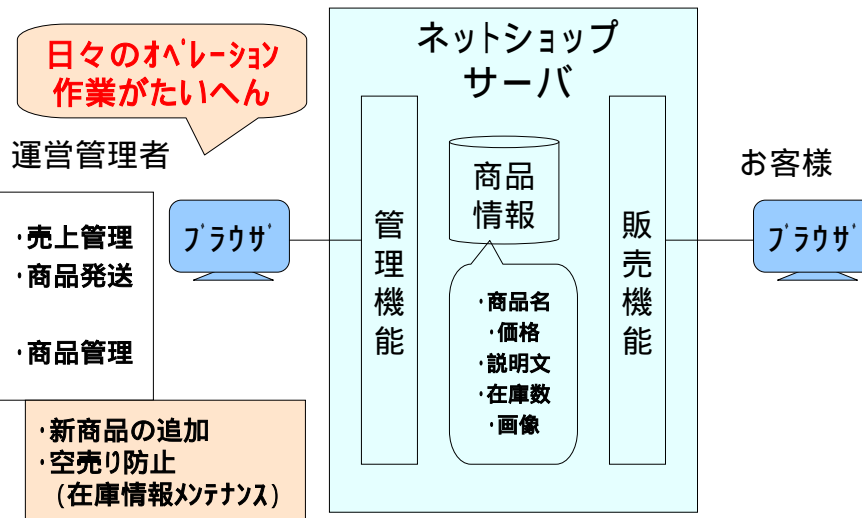 日々のｵﾍﾟﾚｰｼｮﾝ
作業がたいへん
運営管理者
・売上管理
・商品発送
・商品管理
・新商品の追加
・空売り防止
(在庫情報ﾒﾝﾃﾅﾝｽ)
ﾌﾞﾗｳｻﾞ
ネットショップ
サーバ
管理機能
商品
情報
・商品名
・価格
・説明文
・在庫数
・画像
販売機能
お客様
ﾌﾞﾗｳｻﾞ